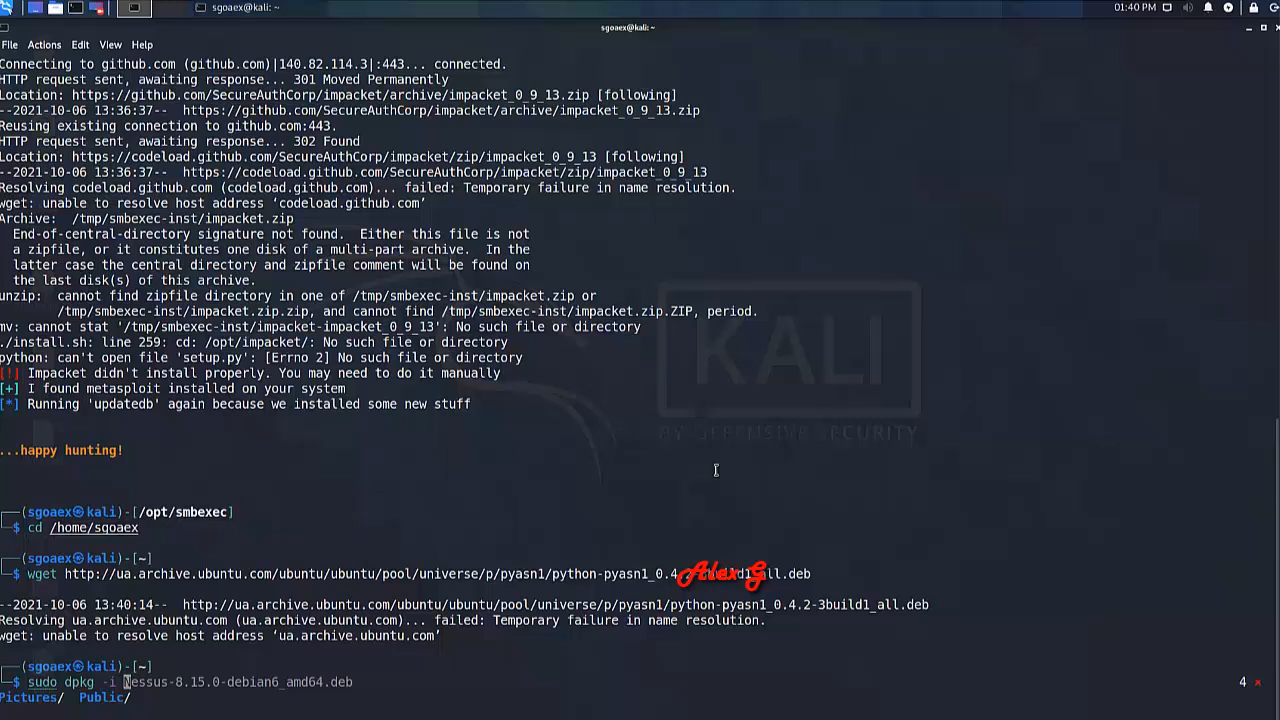 sgoaex@kali: ~
01:40 PM
sgoaex@kali:~
File Actions Edit View Help
Connecting to github.com (github.com)|140.82.114.3|:443... connected.
HTTP request sent, awaiting response... 301 Moved Permanently
Location: https://github.com/SecureAuthCorp/impacket/archive/impacket_0_9_13.zip [following]
--2021-10-06 13:36:37-- https://github.com/SecureAuthCorp/impacket/archive/impacket_0_9_13.zip
Reusing existing connection to github.com:443.
HTTP request sent, awaiting response... 302 Found
Location: https://codeload.github.com/SecureAuthCorp/impacket/zip/impacket_0_9_13 [following]
--2021-10-06 13:36:37-- https://codeload.github.com/SecureAuthCorp/impacket/zip/impacket_0_9_13
Resolving codeload.github.com (codeload.github.com)... failed: Temporary failure in name resolution.
wget: unable to resolve host address ‘codeload.github.com’
Archive: /tmp/smbexec-inst/impacket.zip
End-of-central-directory signature not found. Either this file is not
a zipfile, or it constitutes one disk of a multi-part archive. In the
latter case the central directory and zipfile comment will be found on
the last disk(s) of this archive.
unzip: cannot find zipfile directory in one of /tmp/smbexec-inst/impacket.zip or
/tmp/smbexec-inst/impacket.zip.zip, and cannot find /tmp/smbexec-inst/impacket.zip.ZIP, period.
mv: cannot stat '/tmp/smbexec-inst/impacket-impacket_0_9_13': No such file or directory
./install.sh: line 259: cd: /opt/impacket/: No such file or directory
python: can't open file 'setup.py': [Errno 2] No such file or directory
[!] Impacket didn't install properly. You may need to do it manually
[+] I found metasploit installed on your system
[*] Running 'updatedb' again because we installed some new stuff
KALI
BY OFFENSIVE SECURITY
...happy hunting!
┌──(sgoaex㉿kali)-[/opt/smbexec]
└─$ cd /home/sgoaex
┌──(sgoaex㉿kali)-[~]
└─$ wget http://ua.archive.ubuntu.com/ubuntu/ubuntu/pool/universe/p/pyasn1/python-pyasn1_0.4.2-3build1_all.deb
Alex G
--2021-10-06 13:40:14-- http://ua.archive.ubuntu.com/ubuntu/ubuntu/pool/universe/p/pyasn1/python-pyasn1_0.4.2-3build1_all.deb
Resolving ua.archive.ubuntu.com (ua.archive.ubuntu.com)... failed: Temporary failure in name resolution.
wget: unable to resolve host address ‘ua.archive.ubuntu.com’
┌──(sgoaex㉿kali)-[~]
└─$ sudo dpkg -i Nessus-8.15.0-debian6_amd64.deb 4 ⨯
Pictures/ Public/